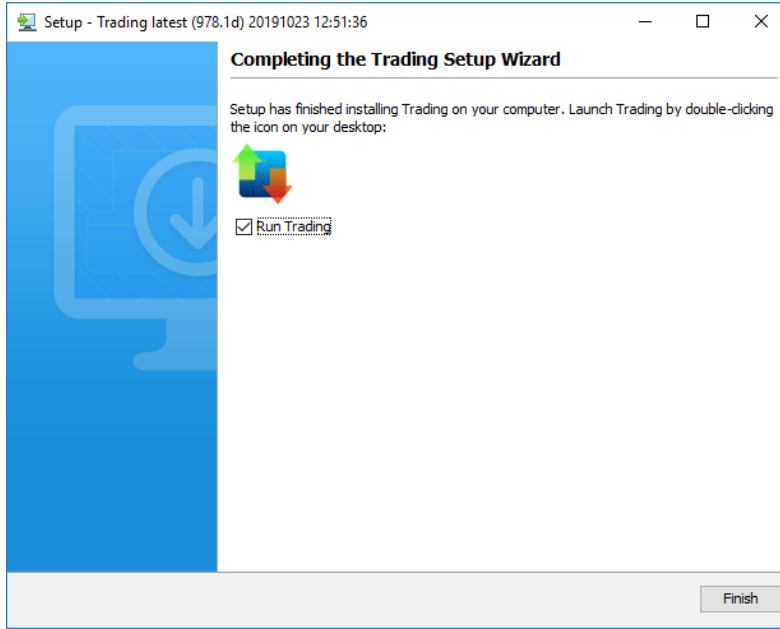 Setup - Trading latest (978.1d) 20191023 12:51:36
Completing the Trading Setup Wizard
Setup has finished installing Trading on your computer. Launch Trading by double-clicking
the icon on your desktop:
Run Trading
Finish